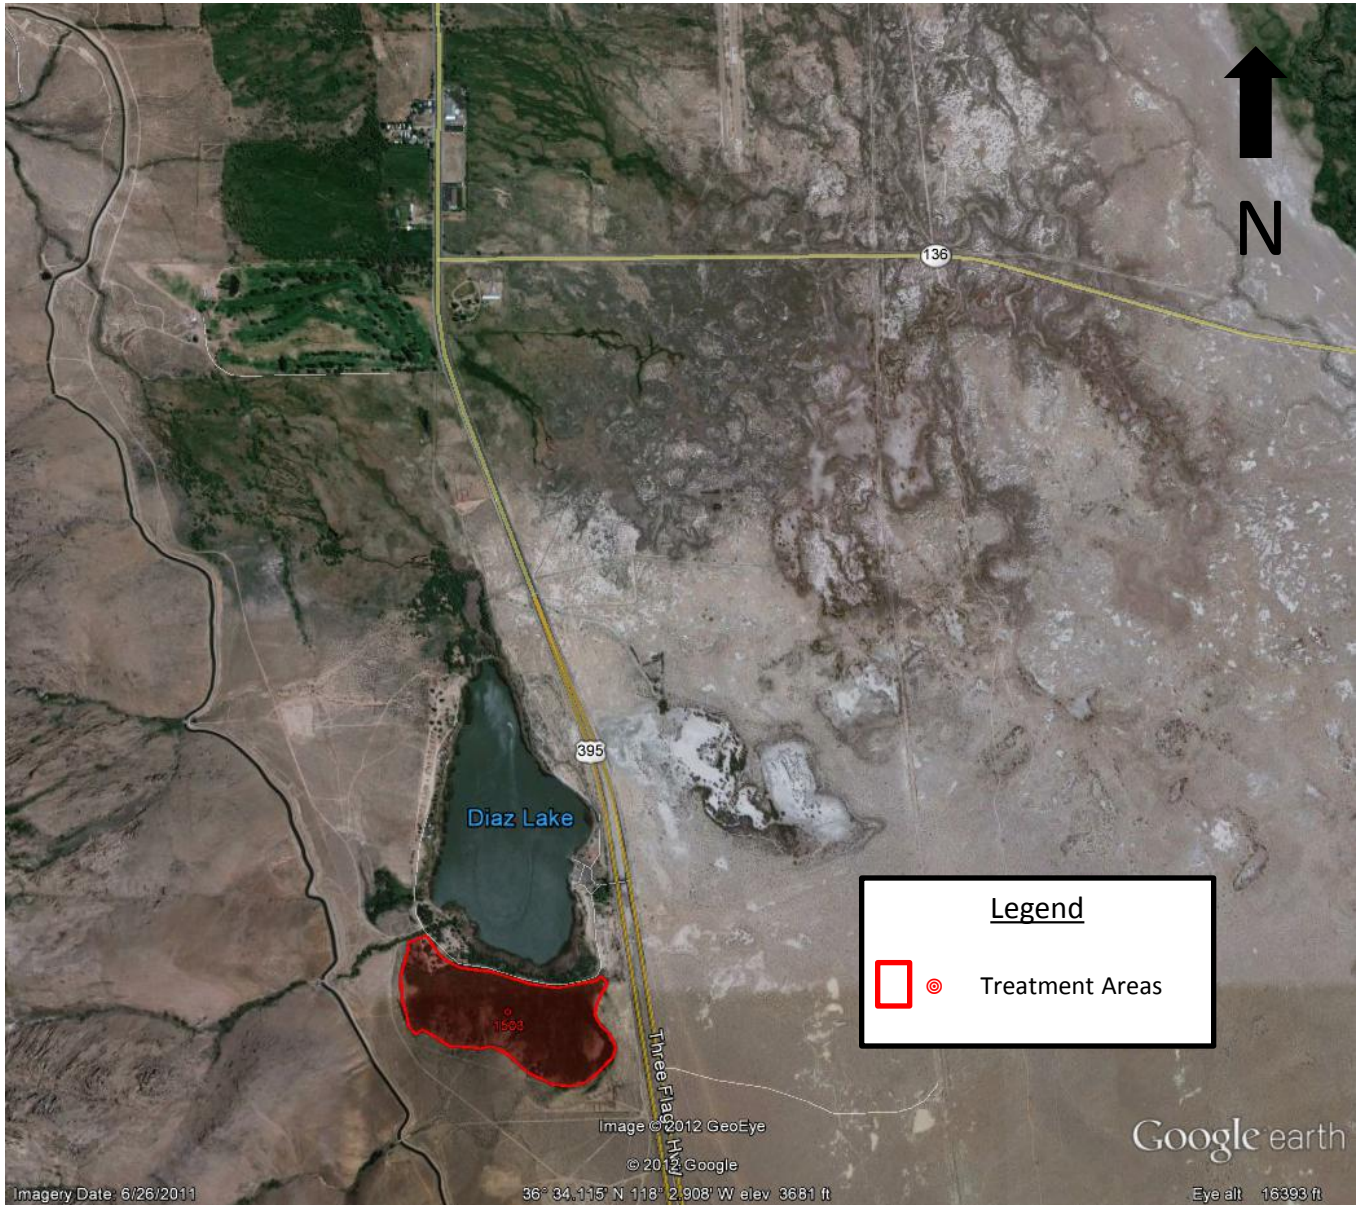 N
136
395
Diaz Lake
Legend
Treatment Areas
1503
Three Flags Hwy
Image © 2012 GeoEye
© 2012 Google
Google earth
Imagery Date: 6/26/2011
36° 34.115' N 118° 2.908' W elev 3681 ft
Eye alt 16393 ft